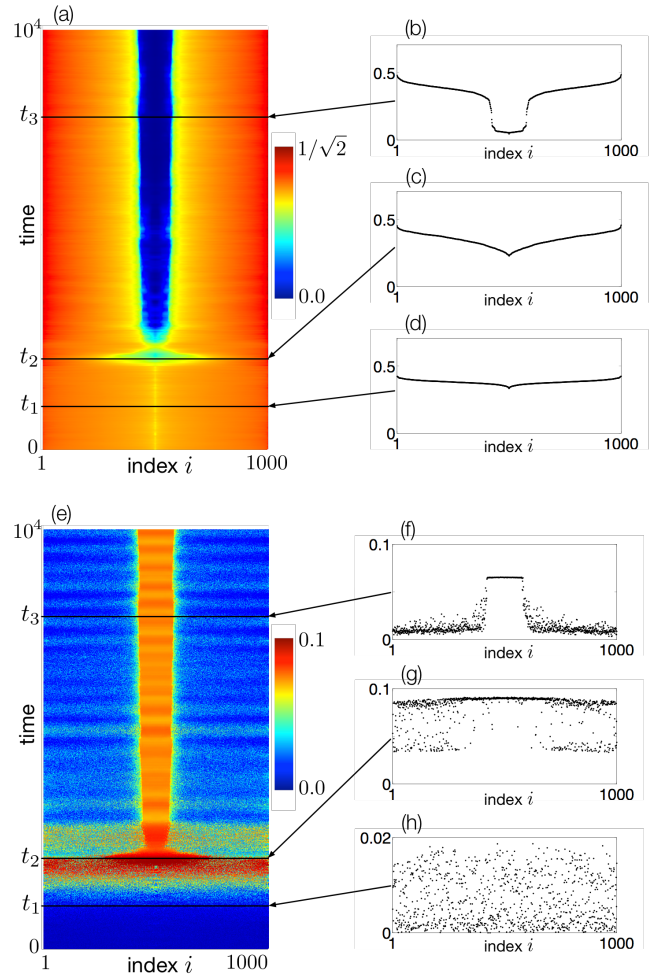 (a)
10⁴
t₃
time
t₂
t₁
0
1
index i
1000
1/√2
0.0
(b)
0.5
0
1
index i
1000
(c)
0.5
0
1
index i
1000
(d)
0.5
0
1
index i
1000
(e)
10⁴
t₃
time
t₂
t₁
0
1
index i
1000
0.1
0.0
(f)
0.1
0
1
index i
1000
(g)
0.1
0
1
index i
1000
(h)
0.02
0
1
index i
1000